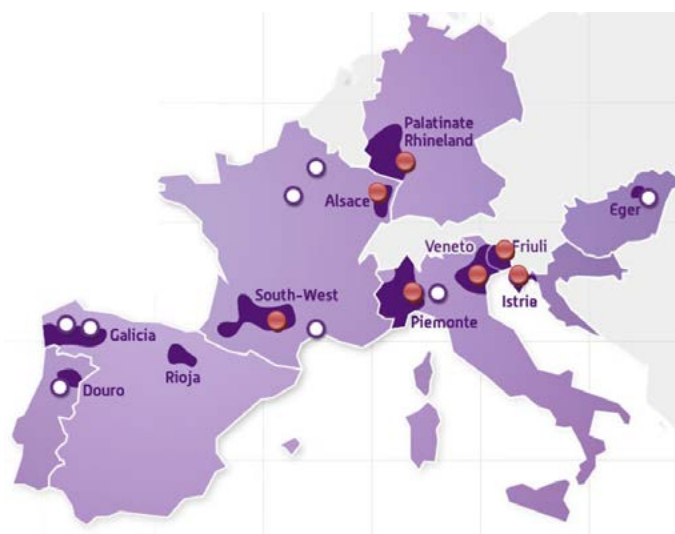 Palatinate
Rhineland
Alsace
Eger
Veneto
Friuli
South-West
Istrie
Piemonte
Galicia
Rioja
Douro